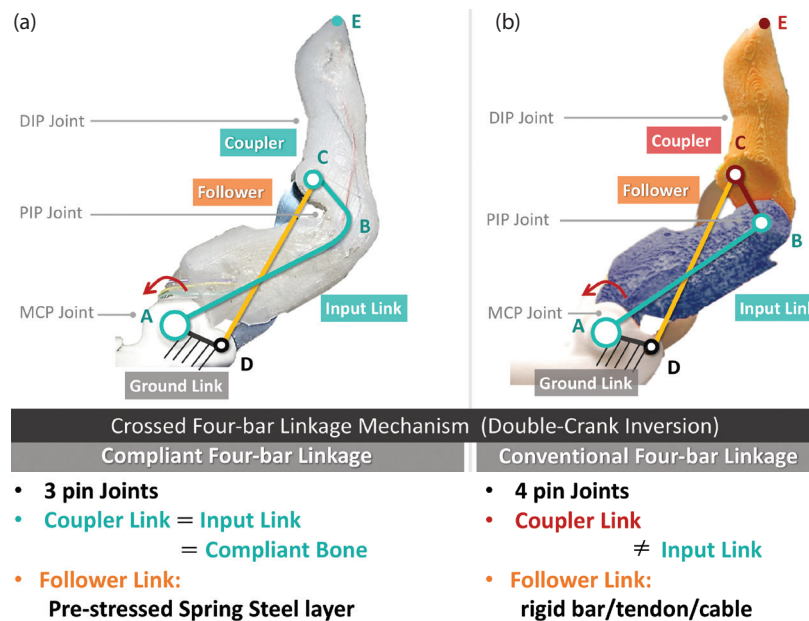 (a)
E
DIP Joint
Coupler
C
Follower
PIP Joint
B
MCP Joint
A
Input Link
D
Ground Link
(b)
E
DIP Joint
Coupler
C
Follower
PIP Joint
B
MCP Joint
A
Input Link
D
Ground Link
Crossed Four-bar Linkage Mechanism (Double-Crank Inversion)
Compliant Four-bar Linkage
• 3 pin Joints
• Coupler Link = Input Link
= Compliant Bone
• Follower Link:
Pre-stressed Spring Steel layer
Conventional Four-bar Linkage
• 4 pin Joints
• Coupler Link
≠ Input Link
• Follower Link:
rigid bar/tendon/cable